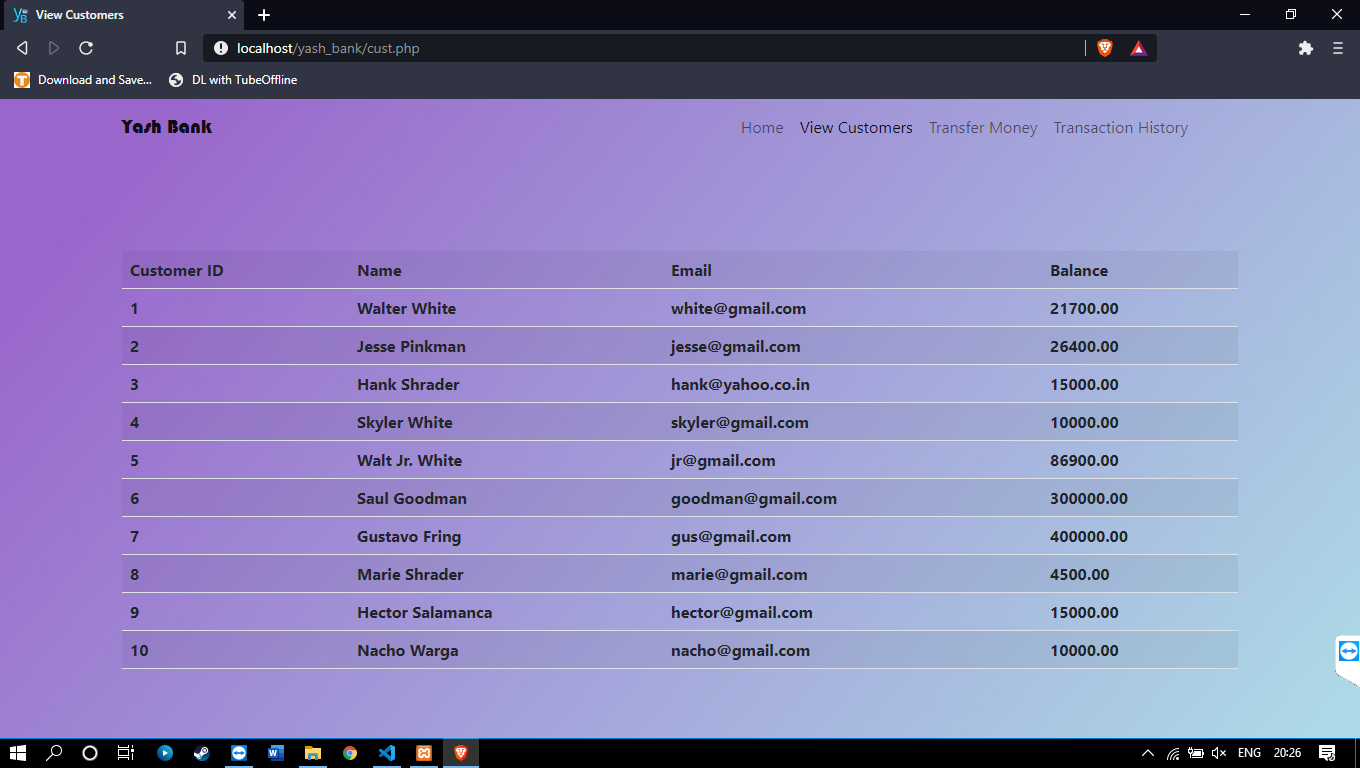 View Customers
localhost/yash_bank/cust.php
Download and Save... DL with TubeOffline
Yash Bank Home View Customers Transfer Money Transaction History
Customer ID Name Email Balance
1 Walter White white@gmail.com 21700.00
2 Jesse Pinkman jesse@gmail.com 26400.00
3 Hank Shrader hank@yahoo.co.in 15000.00
4 Skyler White skyler@gmail.com 10000.00
5 Walt Jr. White jr@gmail.com 86900.00
6 Saul Goodman goodman@gmail.com 300000.00
7 Gustavo Fring gus@gmail.com 400000.00
8 Marie Shrader marie@gmail.com 4500.00
9 Hector Salamanca hector@gmail.com 15000.00
10 Nacho Warga nacho@gmail.com 10000.00
ENG 20:26